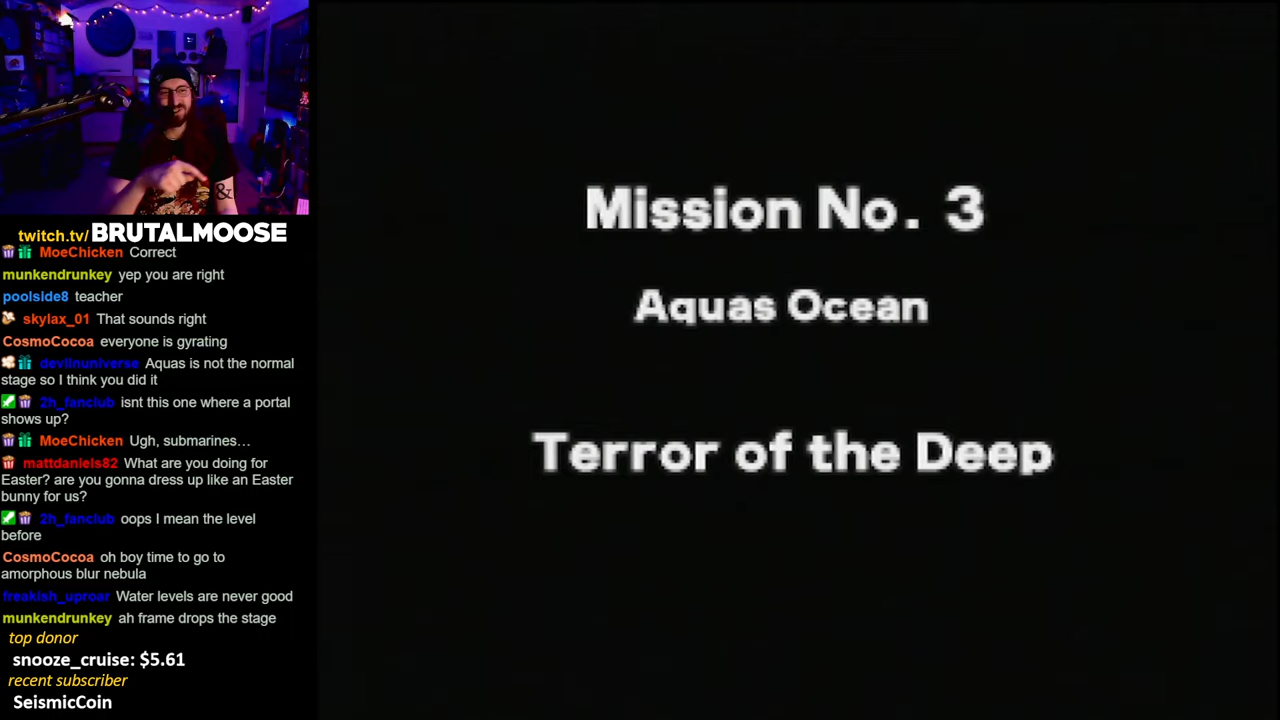 twitch.tv/BRUTALMOOSE
MoeChicken Correct
munkendrunkey yep you are right
poolside8 teacher
skylax_01 That sounds right
CosmoCocoa everyone is gyrating
devilnuniverse Aquas is not the normal
stage so I think you did it
2h_fanclub isnt this one where a portal
shows up?
MoeChicken Ugh, submarines…
mattdaniels82 What are you doing for
Easter? are you gonna dress up like an Easter
bunny for us?
2h_fanclub oops I mean the level
before
CosmoCocoa oh boy time to go to
amorphous blur nebula
freakish_uproar Water levels are never good
munkendrunkey ah frame drops the stage
top donor
snooze_cruise: $5.61
recent subscriber
SeismicCoin
&
Mission No. 3
Aquas Ocean
Terror of the Deep